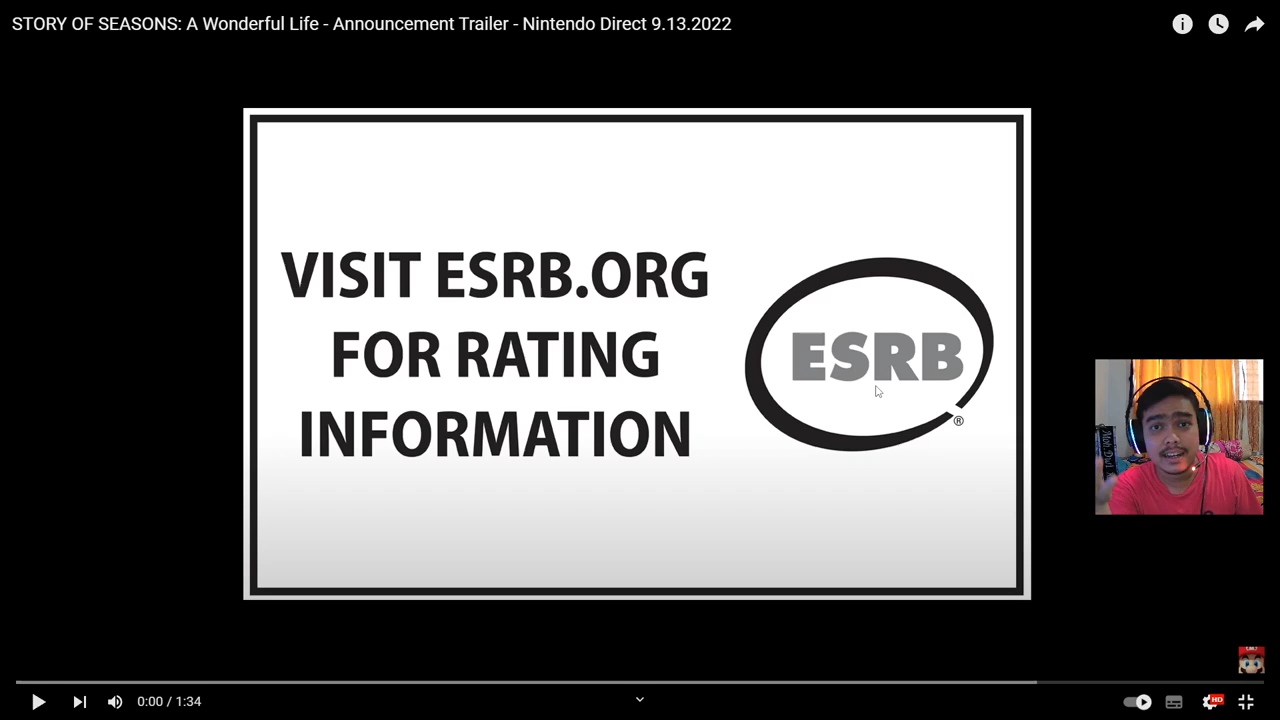 STORY OF SEASONS: A Wonderful Life - Announcement Trailer - Nintendo Direct 9.13.2022
VISIT ESRB.ORG
FOR RATING
INFORMATION
ESRB
®
0:00 / 1:34
HD